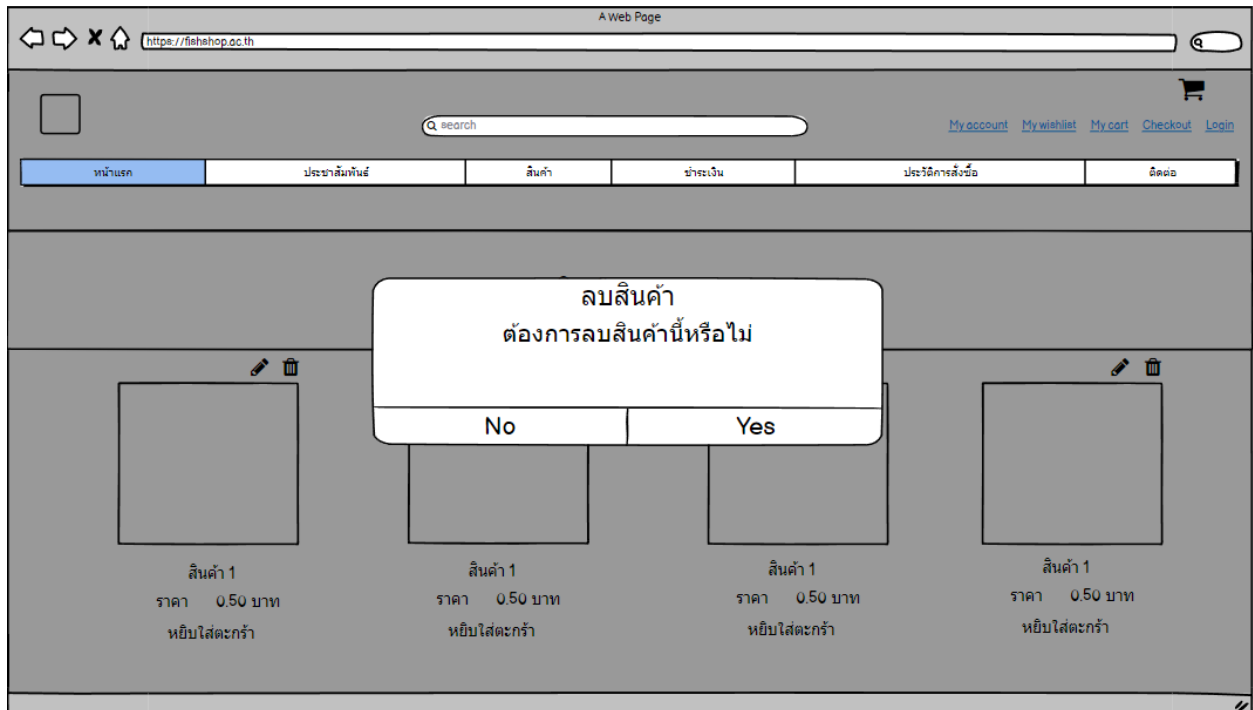 A Web Page
https://fishshop.ac.th
search
My account My wishlist My cart Checkout Login
หน้าแรก ประชาสัมพันธ์ สินค้า ชำระเงิน ประวัติการสั่งซื้อ ติดต่อ
ลบสินค้า
ต้องการลบสินค้านี้หรือไม่
No Yes
สินค้า 1 สินค้า 1 สินค้า 1 สินค้า 1
ราคา 0.50 บาท ราคา 0.50 บาท ราคา 0.50 บาท ราคา 0.50 บาท
หยิบใส่ตะกร้า หยิบใส่ตะกร้า หยิบใส่ตะกร้า หยิบใส่ตะกร้า